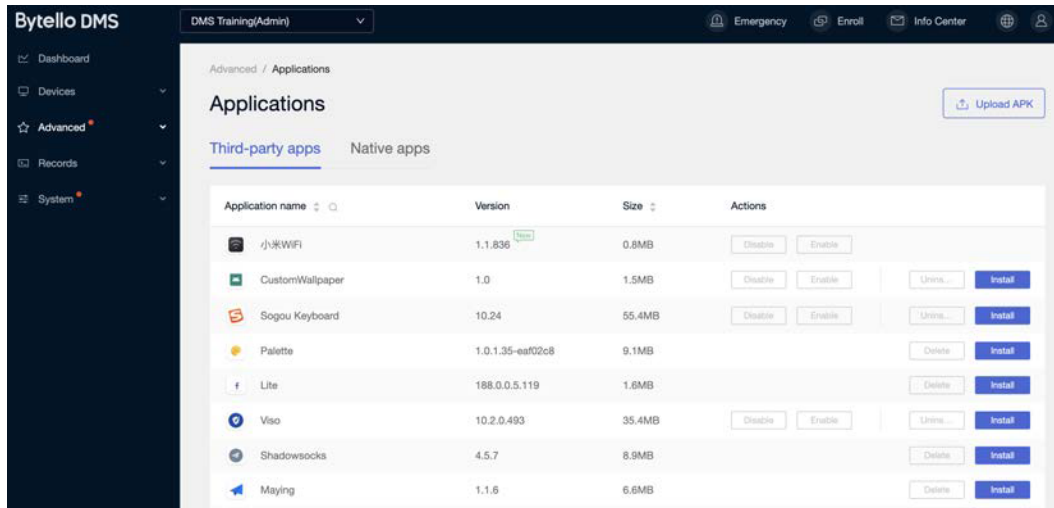 Bytello DMS
DMS Training(Admin)
Emergency
Enroll
Info Center
Dashboard
Devices
Advanced
Records
System
Advanced / Applications
Applications
Upload APK
Third-party apps
Native apps
Application name Version Size Actions
小米WiFi 1.1.836 New 0.8MB Disable Enable
CustomWallpaper 1.0 1.5MB Disable Enable Unins... Install
Sogou Keyboard 10.24 55.4MB Disable Enable Unins... Install
Palette 1.0.1.35-eaf02c8 9.1MB Delete Install
Lite 188.0.0.5.119 1.6MB Delete Install
Viso 10.2.0.493 35.4MB Disable Enable Unins... Install
Shadowsocks 4.5.7 8.9MB Delete Install
Maying 1.1.6 6.6MB Delete Install